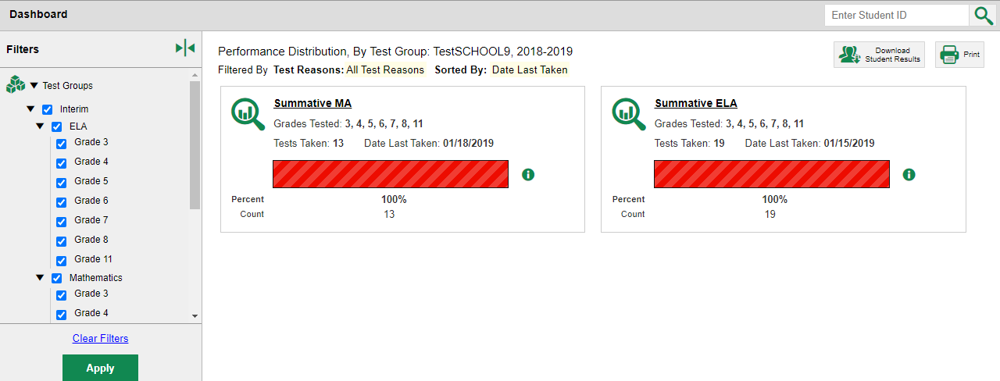 Dashboard
Enter Student ID
Filters
Test Groups
Interim
ELA
Grade 3
Grade 4
Grade 5
Grade 6
Grade 7
Grade 8
Grade 11
Mathematics
Grade 3
Grade 4
Clear Filters
Apply
Performance Distribution, By Test Group: TestSCHOOL9, 2018-2019
Filtered By Test Reasons: All Test Reasons Sorted By: Date Last Taken
Download
Student Results
Print
Summative MA
Grades Tested: 3, 4, 5, 6, 7, 8, 11
Tests Taken: 13 Date Last Taken: 01/18/2019
Percent 100%
Count 13
Summative ELA
Grades Tested: 3, 4, 5, 6, 7, 8, 11
Tests Taken: 19 Date Last Taken: 01/15/2019
Percent 100%
Count 19